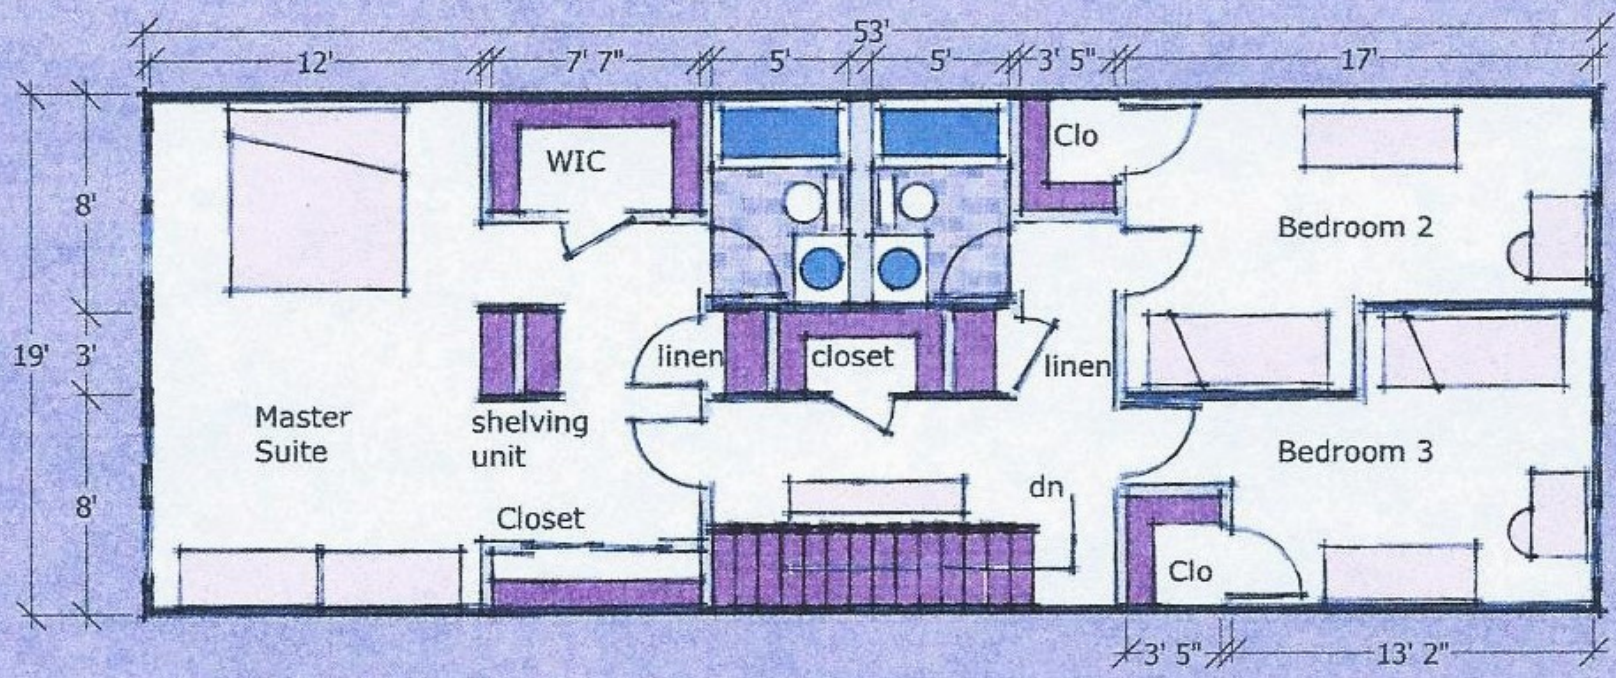 53'
12'
7' 7"
5'
5'
3' 5"
17'
WIC
Clo
8'
Bedroom 2
19'
3'
linen
closet
linen
Master
Suite
shelving
unit
Bedroom 3
dn
8'
Closet
Clo
3' 5"
13' 2"